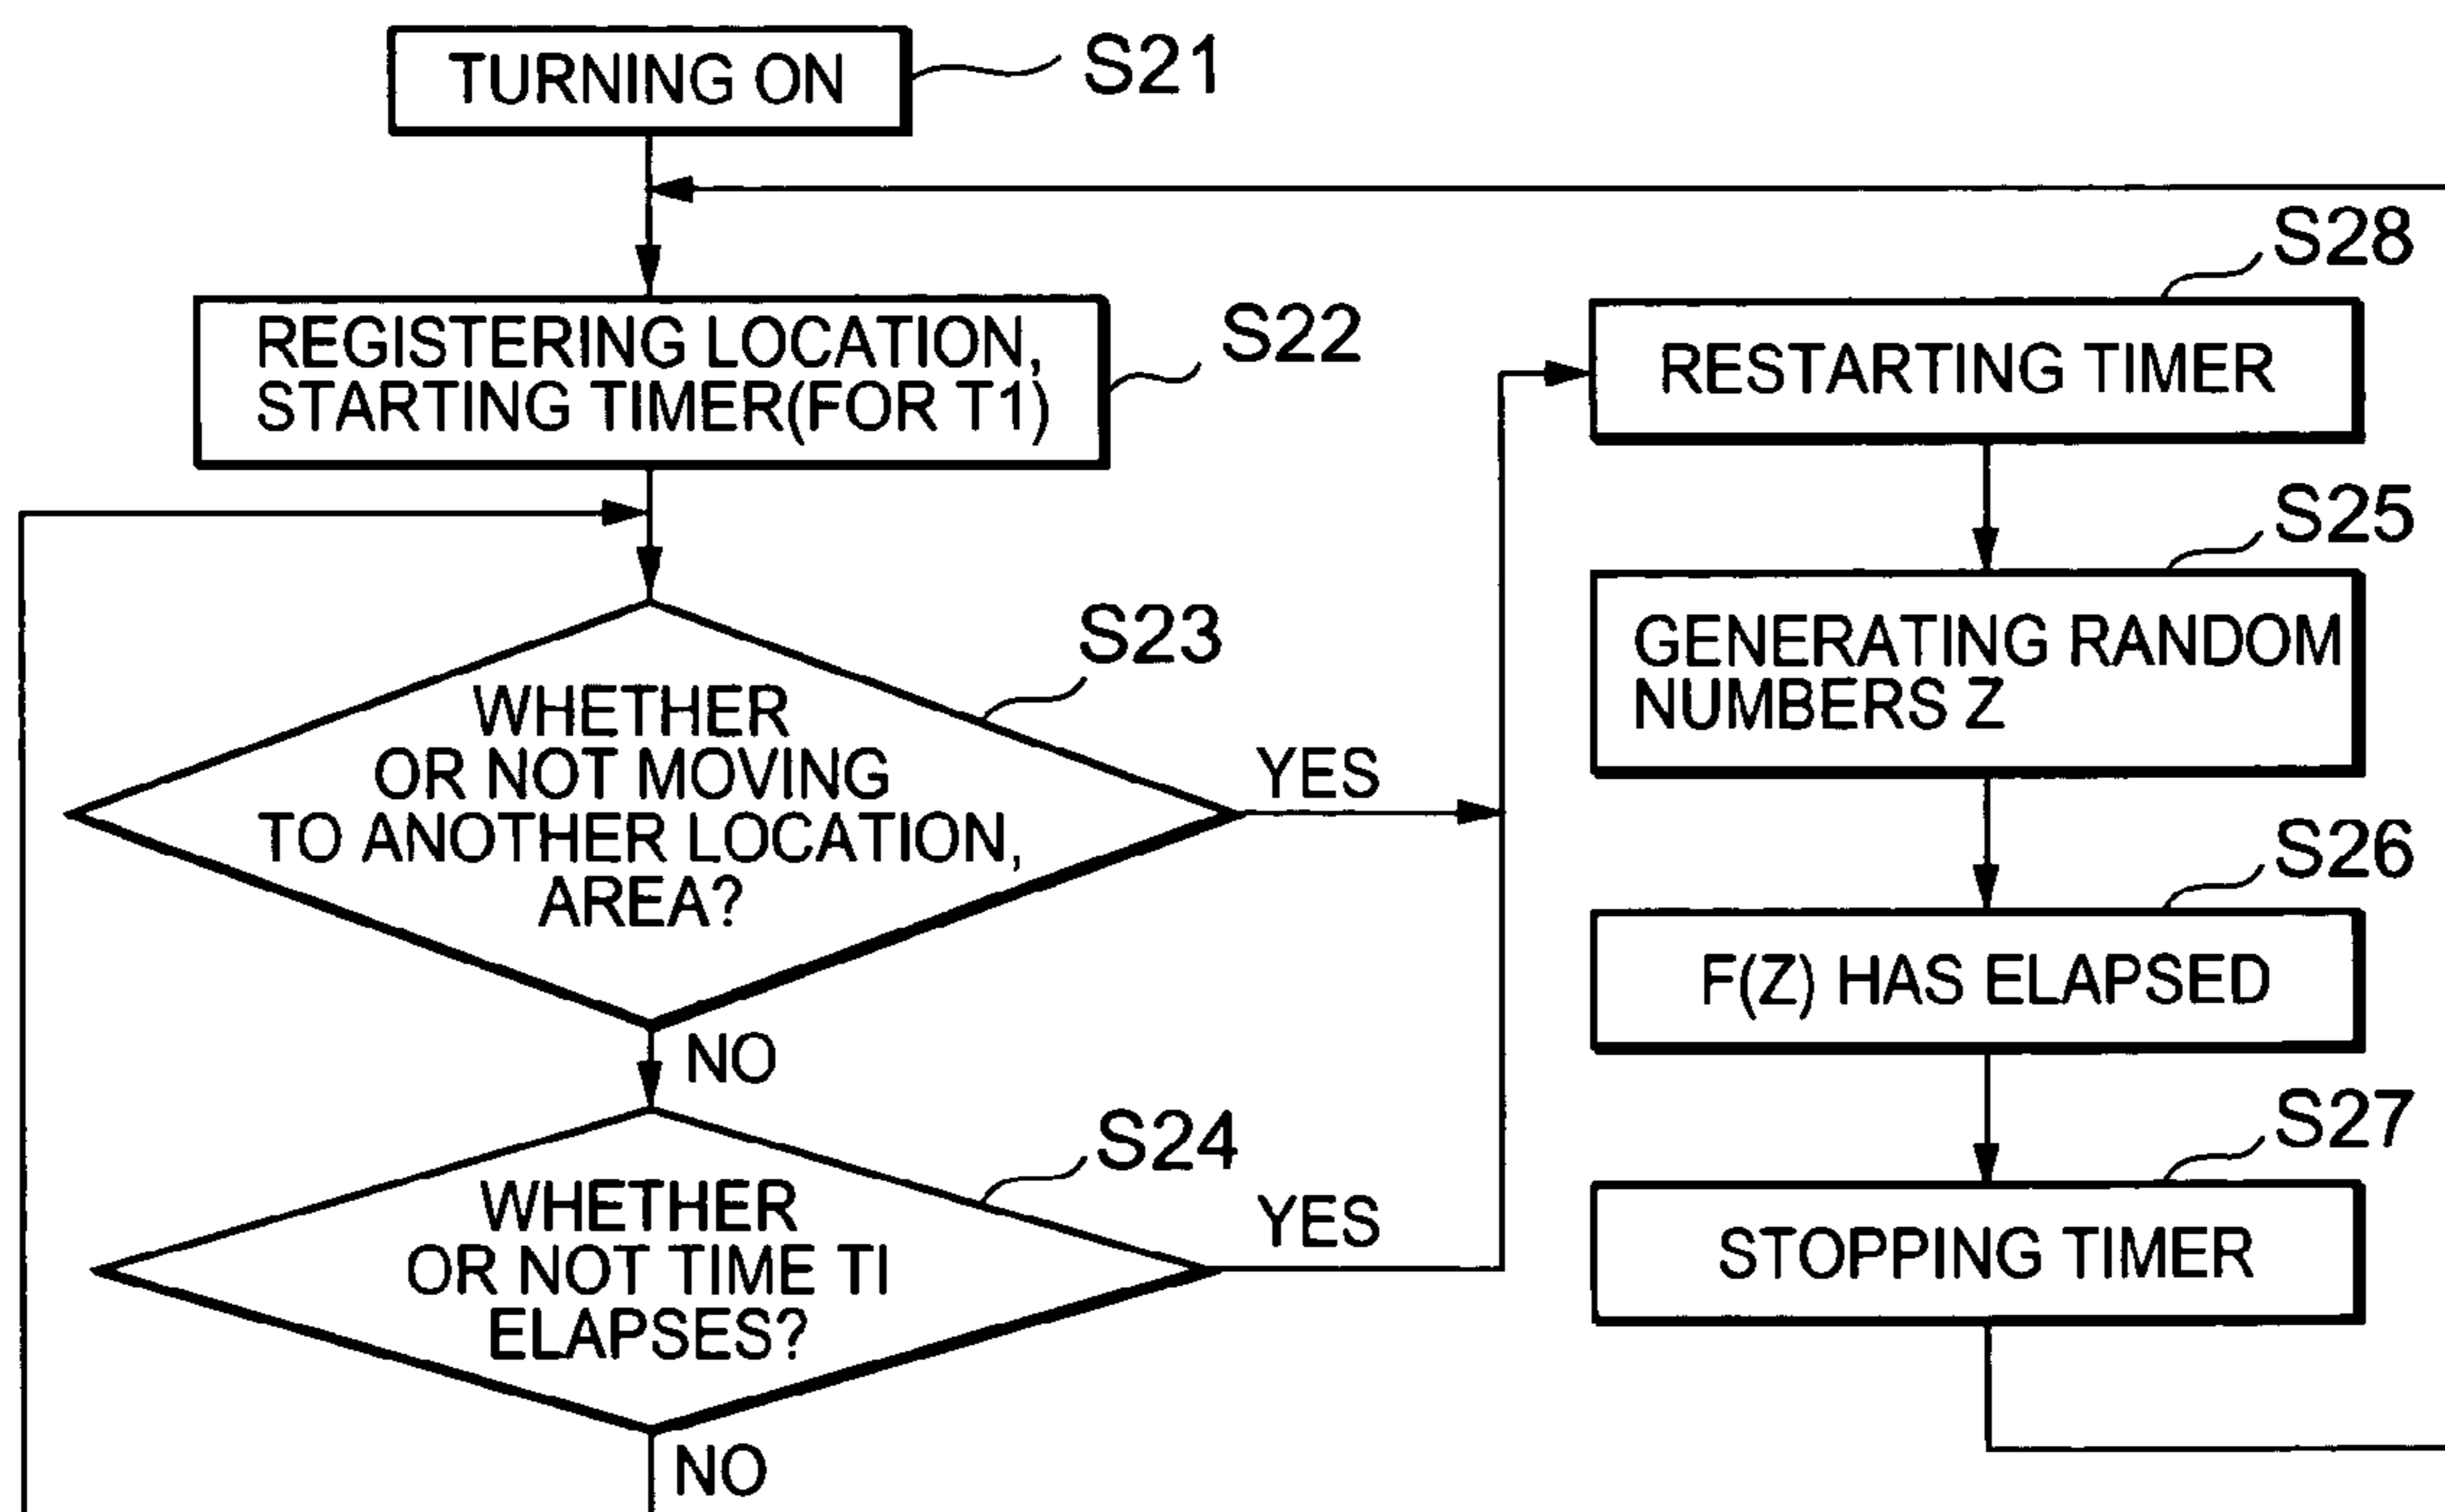 TURNING ON
S21
REGISTERING LOCATION,
STARTING TIMER(FOR T1)
S22
WHETHER
OR NOT MOVING
TO ANOTHER LOCATION,
AREA?
S23
YES
NO
WHETHER
OR NOT TIME TI
ELAPSES?
S24
YES
NO
S28
RESTARTING TIMER
S25
GENERATING RANDOM
NUMBERS Z
S26
F(Z) HAS ELAPSED
S27
STOPPING TIMER